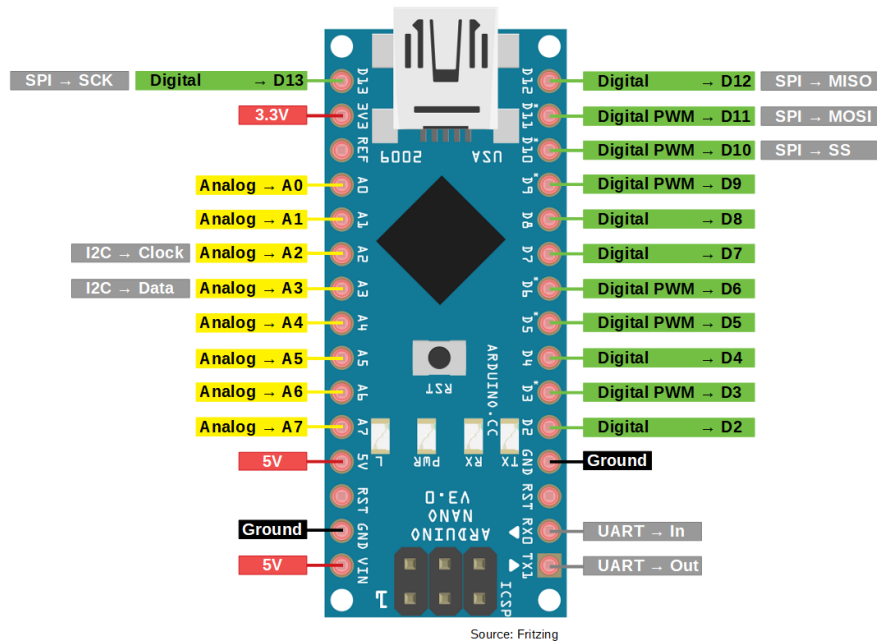 SPI → SCK Digital → D13
3.3V
Analog → A0
Analog → A1
I2C → Clock Analog → A2
I2C → Data Analog → A3
Analog → A4
Analog → A5
Analog → A6
Analog → A7
5V
Ground
5V
D13
3V3
REF
A0
A1
A2
A3
A4
A5
A6
A7
5V
RST
GND
VIN
USA 2009
RST
ARDUINO.CC
L PWR RX TX
ARDUINO
NANO
V3.0
1
ICSP
D12
D11*
D10*
D9*
D8
D7
D6*
D5*
D4
D3*
D2
GND
RST
RX0
TX1
Digital → D12 SPI → MISO
Digital PWM → D11 SPI → MOSI
Digital PWM → D10 SPI → SS
Digital PWM → D9
Digital → D8
Digital → D7
Digital PWM → D6
Digital PWM → D5
Digital → D4
Digital PWM → D3
Digital → D2
Ground
UART → In
UART → Out
Source: Fritzing